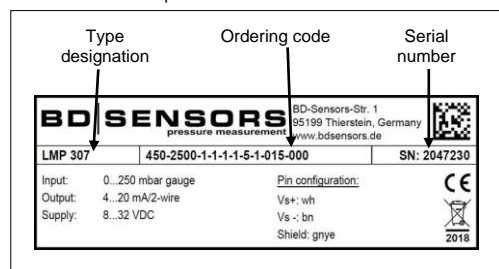 Type designation
Ordering code
Serial number
BD|SENSORS
pressure measurement
BD-Sensors-Str. 1
95199 Thierstein, Germany
www.bdsensors.de
LMP 307
450-2500-1-1-1-1-5-1-015-000
SN: 2047230
Input: 0...250 mbar gauge
Output: 4...20 mA/2-wire
Supply: 8...32 VDC
Pin configuration:
Vs+: wh
Vs -: bn
Shield: gnye
CE
2018